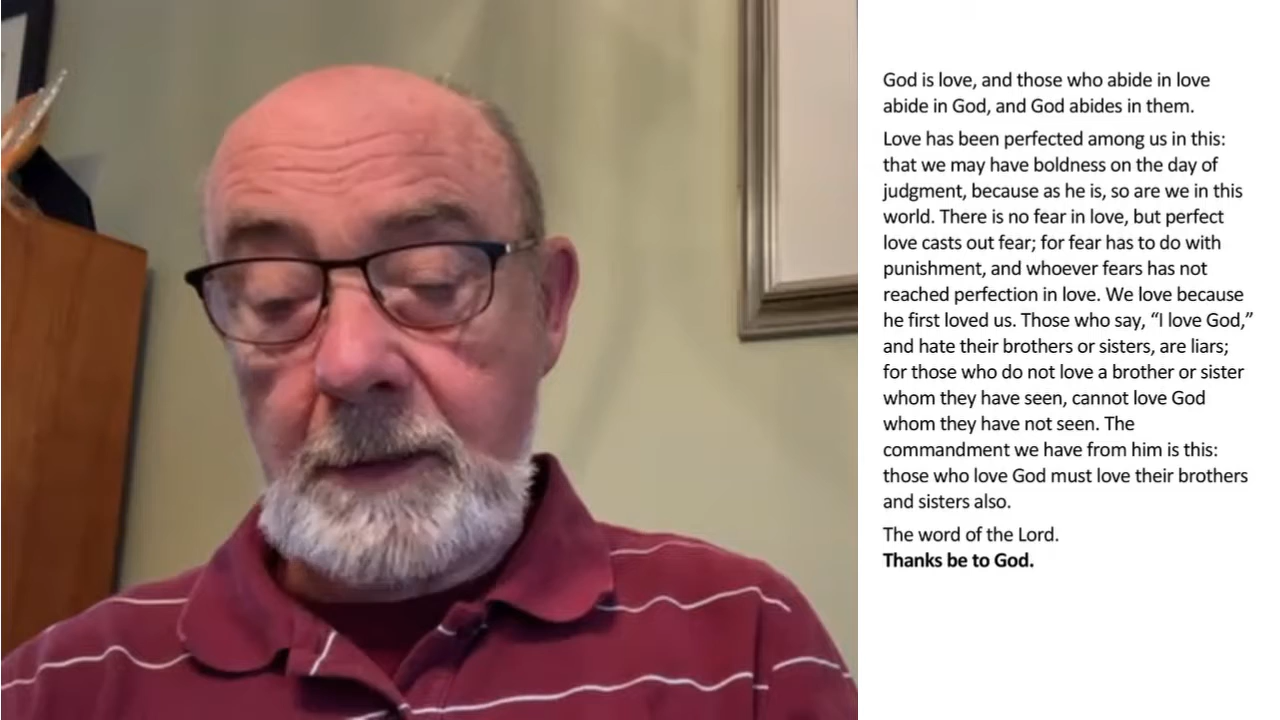 God is love, and those who abide in love
abide in God, and God abides in them.
Love has been perfected among us in this:
that we may have boldness on the day of
judgment, because as he is, so are we in this
world. There is no fear in love, but perfect
love casts out fear; for fear has to do with
punishment, and whoever fears has not
reached perfection in love. We love because
he first loved us. Those who say, “I love God,”
and hate their brothers or sisters, are liars;
for those who do not love a brother or sister
whom they have seen, cannot love God
whom they have not seen. The
commandment we have from him is this:
those who love God must love their brothers
and sisters also.
The word of the Lord.
Thanks be to God.